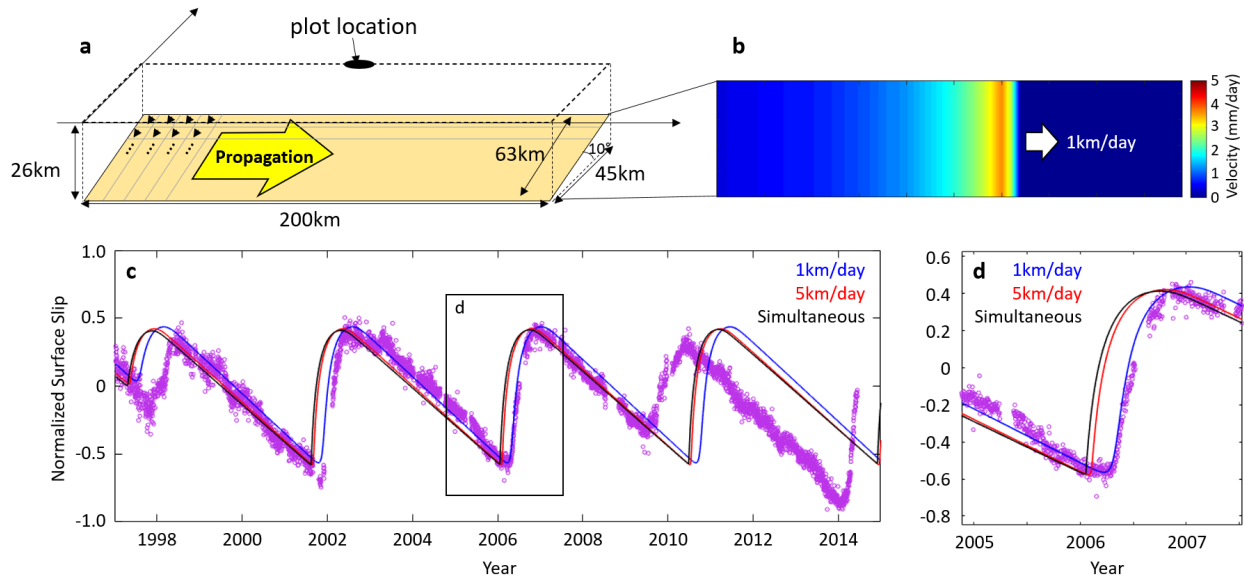 a
plot location
Propagation
26km
63km
10°
45km
200km
b
1km/day
5
4
3
2
1
0
Velocity (mm/day)
c
1km/day
5km/day
Simultaneous
d
1.0
0.5
0
-0.5
-1.0
Normalized Surface Slip
1998 2000 2002 2004 2006 2008 2010 2012 2014
Year
d
1km/day
5km/day
Simultaneous
0.6
0.4
0.2
0
-0.2
-0.4
-0.6
-0.8
2005 2006 2007
Year